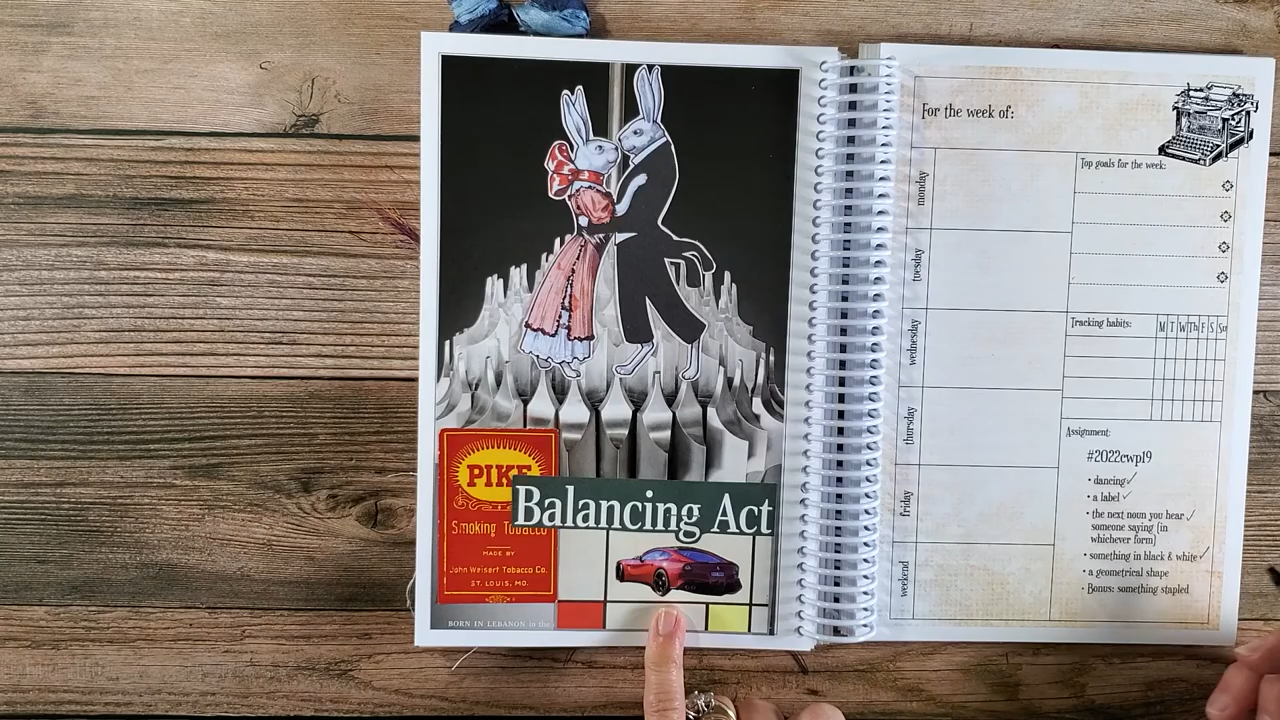 PIKE
Smoking Tobacco
MADE BY
John Weisert Tobacco Co.
ST. LOUIS, MO.
Balancing Act
BORN IN LEBANON in the
For the week of:
monday
tuesday
wednesday
thursday
friday
weekend
Top goals for the week:
Tracking habits:
M T W Th F S Su
Assignment:
#2022cwp19
• dancing ✓
• a label ✓
• the next noun you hear ✓
someone saying (in
whichever form)
• something in black & white ✓
• a geometrical shape
• Bonus: something stapled